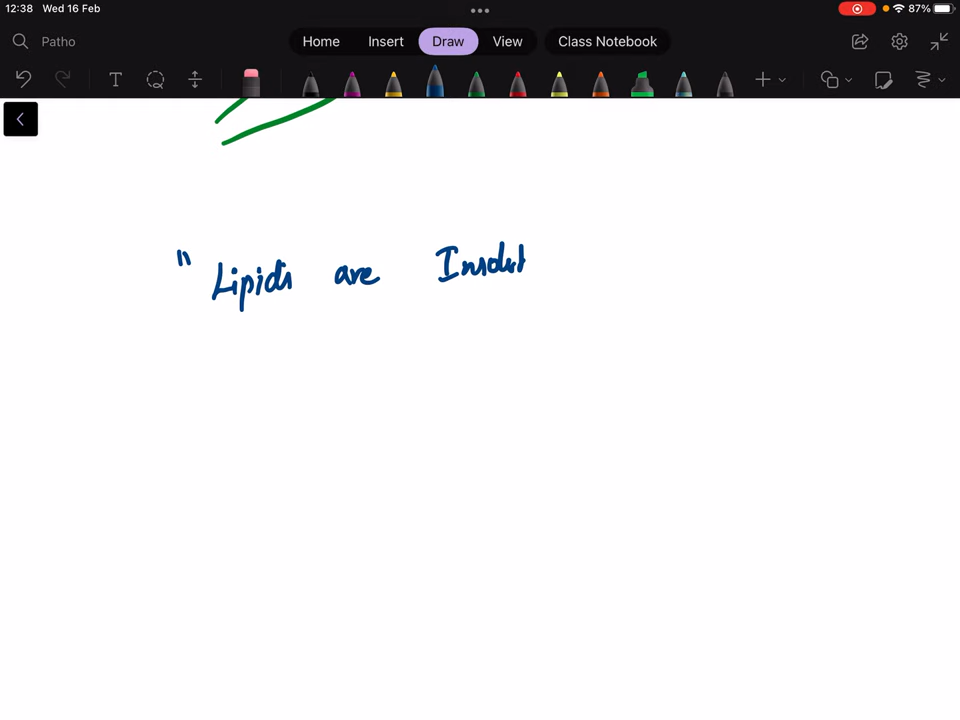 12:38 Wed 16 Feb 87%
Patho Home Insert Draw View Class Notebook
T
" Lipids are